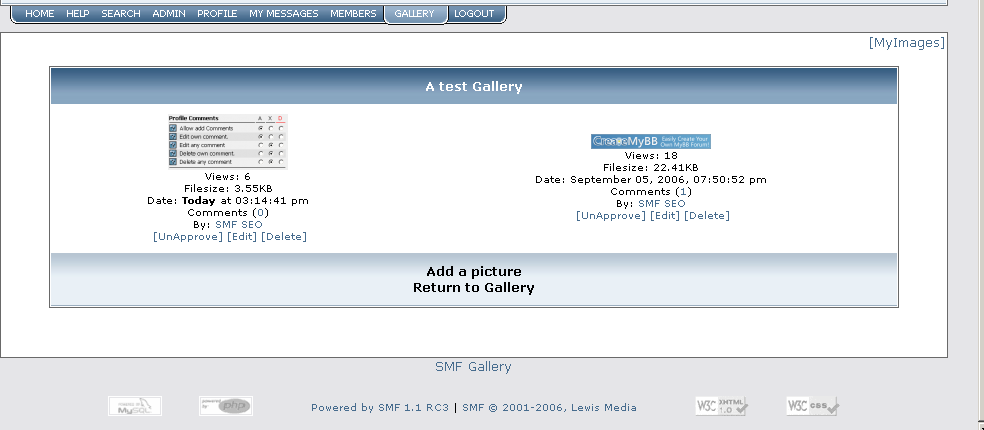 HOME HELP SEARCH ADMIN PROFILE MY MESSAGES MEMBERS GALLERY LOGOUT
[MyImages]
A test Gallery
Profile Comments A X D
Allow add Comments
Edit own comment.
Edit any comment
Delete own comment.
Delete any comment
Views: 6
Filesize: 3.55KB
Date: Today at 03:14:41 pm
Comments (0)
By: SMF SEO
[UnApprove] [Edit] [Delete]
CreateMyBB Easily Create Your
Own MyBB Forum!
Views: 18
Filesize: 22.41KB
Date: September 05, 2006, 07:50:52 pm
Comments (1)
By: SMF SEO
[UnApprove] [Edit] [Delete]
Add a picture
Return to Gallery
SMF Gallery
POWERED BY
MySQL
powered by php
Powered by SMF 1.1 RC3 | SMF © 2001-2006, Lewis Media
W3C XHTML 1.0
W3C css